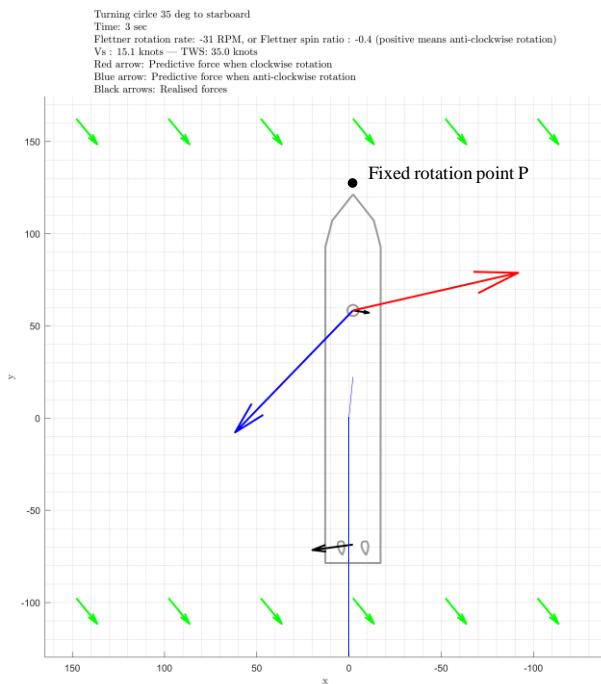 Turning cirlce 35 deg to starboard
Time: 3 sec
Flettner rotation rate: -31 RPM, or Flettner spin ratio : -0.4 (positive means anti-clockwise rotation)
Vs : 15.1 knots — TWS: 35.0 knots
Red arrow: Predictive force when clockwise rotation
Blue arrow: Predictive force when anti-clockwise rotation
Black arrows: Realised forces
150
Fixed rotation point P
100
50
y
0
-50
-100
150 100 50 0 -50 -100
x